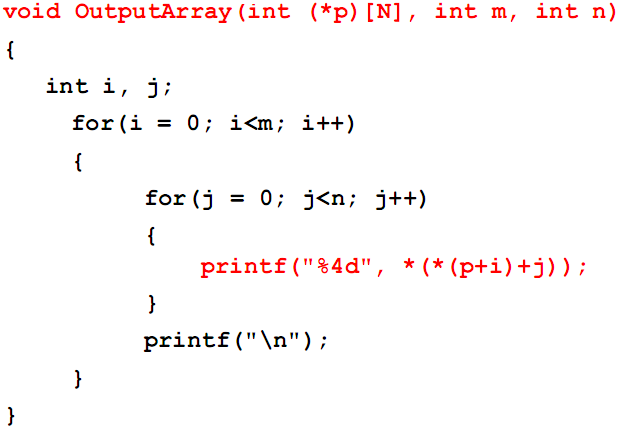 void OutputArray(int (*p)[N], int m, int n)
{
int i, j;
for(i = 0; i<m; i++)
{
for(j = 0; j<n; j++)
{
printf("%4d", *(*(p+i)+j));
}
printf("\n");
}
}